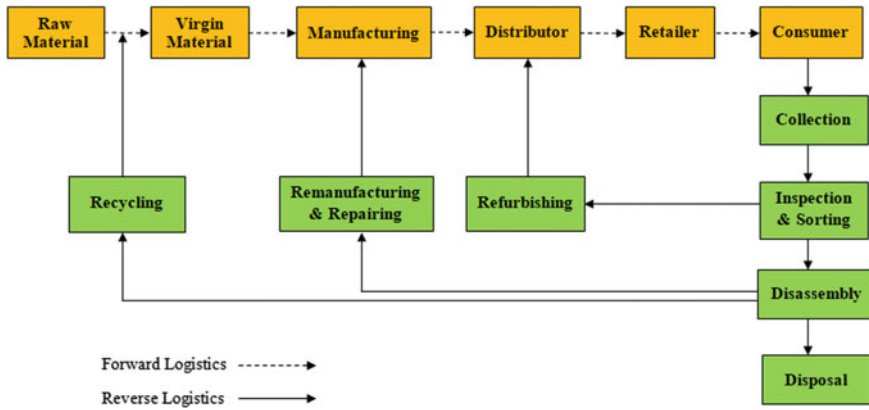 Raw
Material
Virgin
Material
Manufacturing
Distributor
Retailer
Consumer
Collection
Recycling
Remanufacturing
& Repairing
Refurbishing
Inspection
& Sorting
Disassembly
Disposal
Forward Logistics
Reverse Logistics